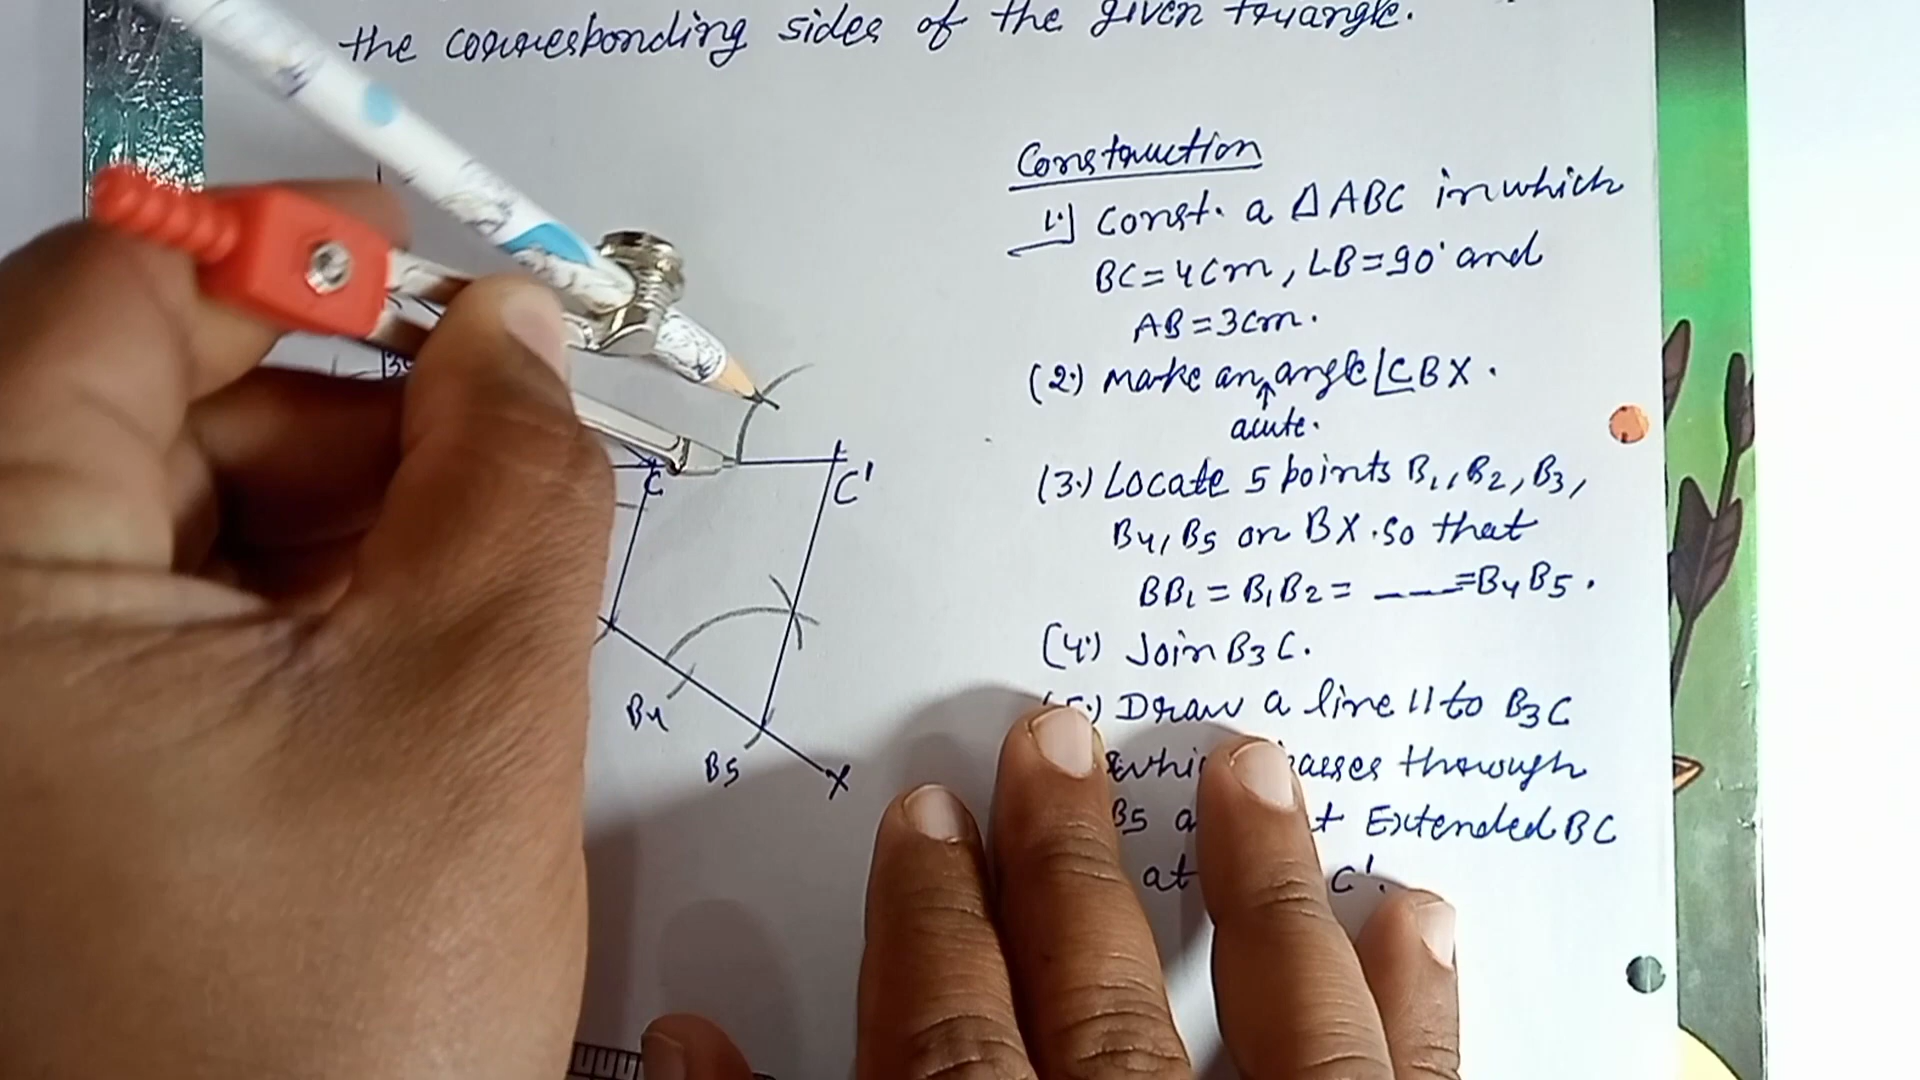 the corresponding sides of the given triangle.
Construction
1.] Const. a △ABC in which
BC=4cm, ∠B=90° and
AB=3cm.
(2.) Make an angle ∠CBX.
acute.
(3.) Locate 5 points B1, B2, B3,
B4, B5 on BX. so that
BB1 = B1B2 = ___=B4B5.
(4.) Join B3C.
Draw a line 11 to B3C
through
B5 Extended BC
at C'.
C
C'
B4
B5
X